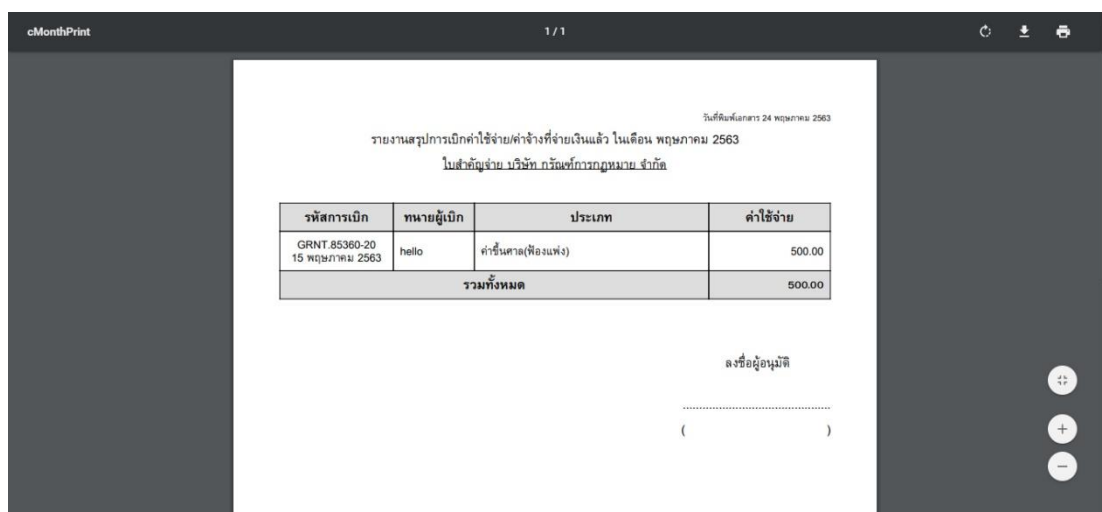 cMonthPrint
1 / 1
วันที่พิมพ์เอกสาร 24 พฤษภาคม 2563
รายงานสรุปการเบิกค่าใช้จ่าย/ค่าจ้างที่จ่ายเงินแล้ว ในเดือน พฤษภาคม 2563
ใบสำคัญจ่าย บริษัท กรัณฑ์การกฎหมาย จำกัด
รหัสการเบิก ทนายผู้เบิก ประเภท ค่าใช้จ่าย
GRNT.85360-20
15 พฤษภาคม 2563 hello ค่าขึ้นศาล(ฟ้องแพ่ง) 500.00
รวมทั้งหมด 500.00
ลงชื่อผู้อนุมัติ
............................................
( )